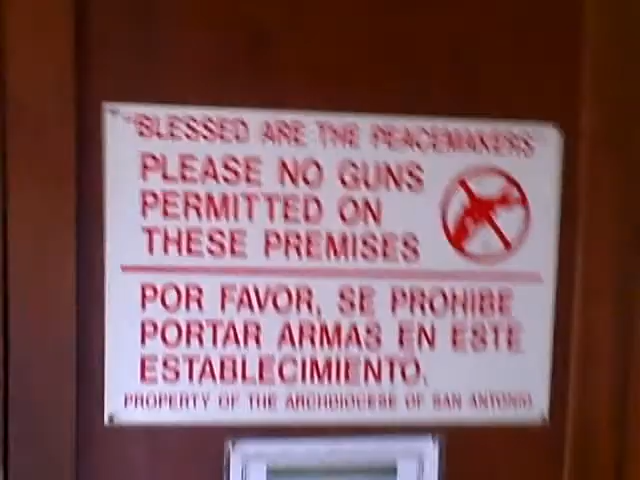 "BLESSED ARE THE PEACEMAKERS"
PLEASE NO GUNS
PERMITTED ON
THESE PREMISES
POR FAVOR, SE PROHIBE
PORTAR ARMAS EN ESTE
ESTABLECIMIENTO.
PROPERTY OF THE ARCHDIOCESE OF SAN ANTONIO